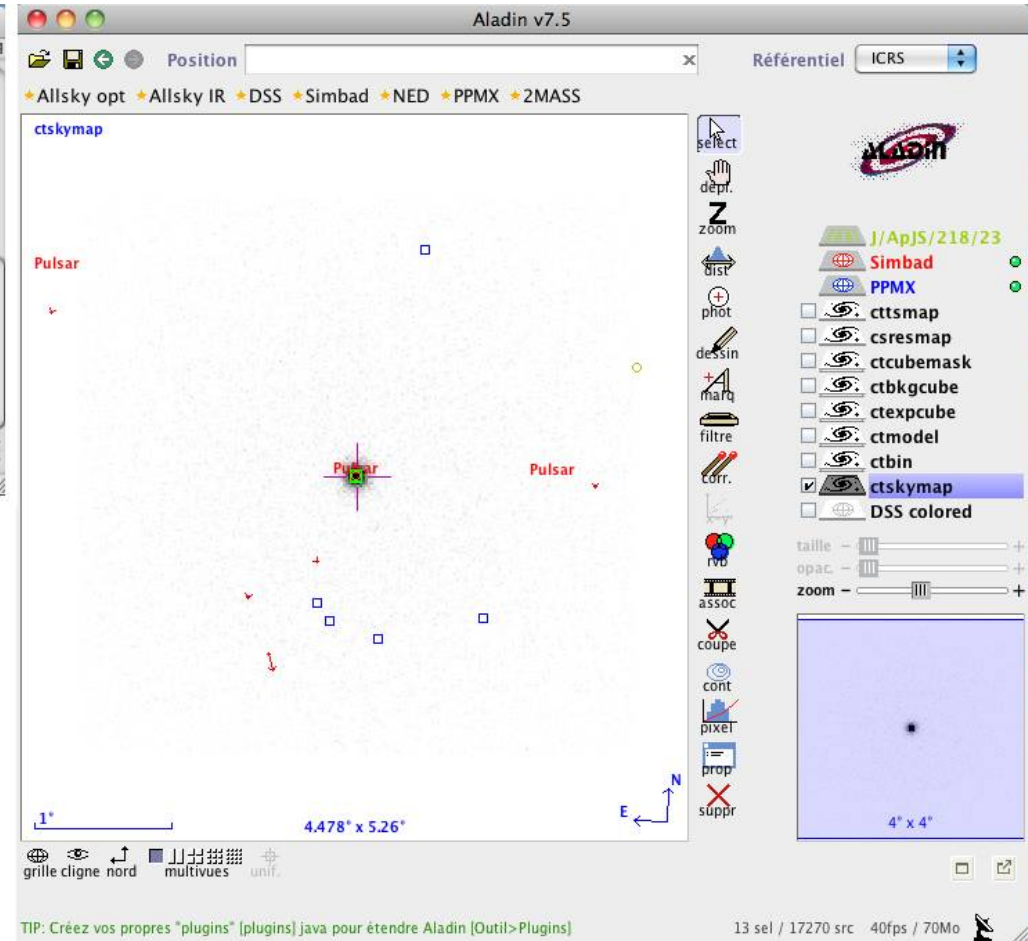 Aladin v7.5
Position
Référentiel ICRS
Allsky opt Allsky IR DSS Simbad NED PPMX 2MASS
ctskymap
Pulsar
Pulsar
Pulsar
1°
4.478° x 5.26°
N
E
select
dépl.
zoom
dist
phot
dessin
marq
filtre
corr.
x=y²
rvb
assoc
coupe
cont
pixel
prop
suppr
ALADIN
J/ApJS/218/23
Simbad
PPMX
cttsmap
csresmap
ctcubemask
ctbkgcube
ctexpcube
ctmodel
ctbin
ctskymap
DSS colored
taille - +
opac. - +
zoom - +
4° x 4°
grille cligne nord multivues unif.
TIP: Créez vos propres "plugins" [plugins] java pour étendre Aladin [Outil>Plugins]
13 sel / 17270 src 40fps / 70Mo